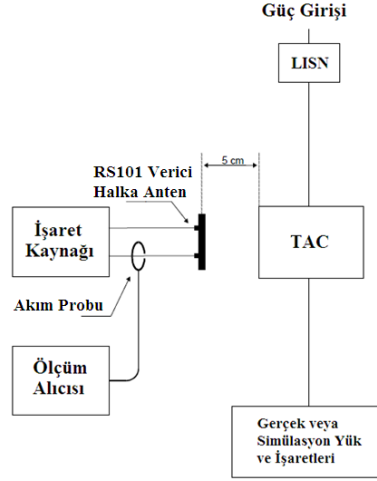 Güç Girişi
LISN
5 cm
RS101 Verici
Halka Anten
İşaret
Kaynağı
TAC
Akım Probu
Ölçüm
Alıcısı
Gerçek veya
Simülasyon Yük
ve İşaretleri